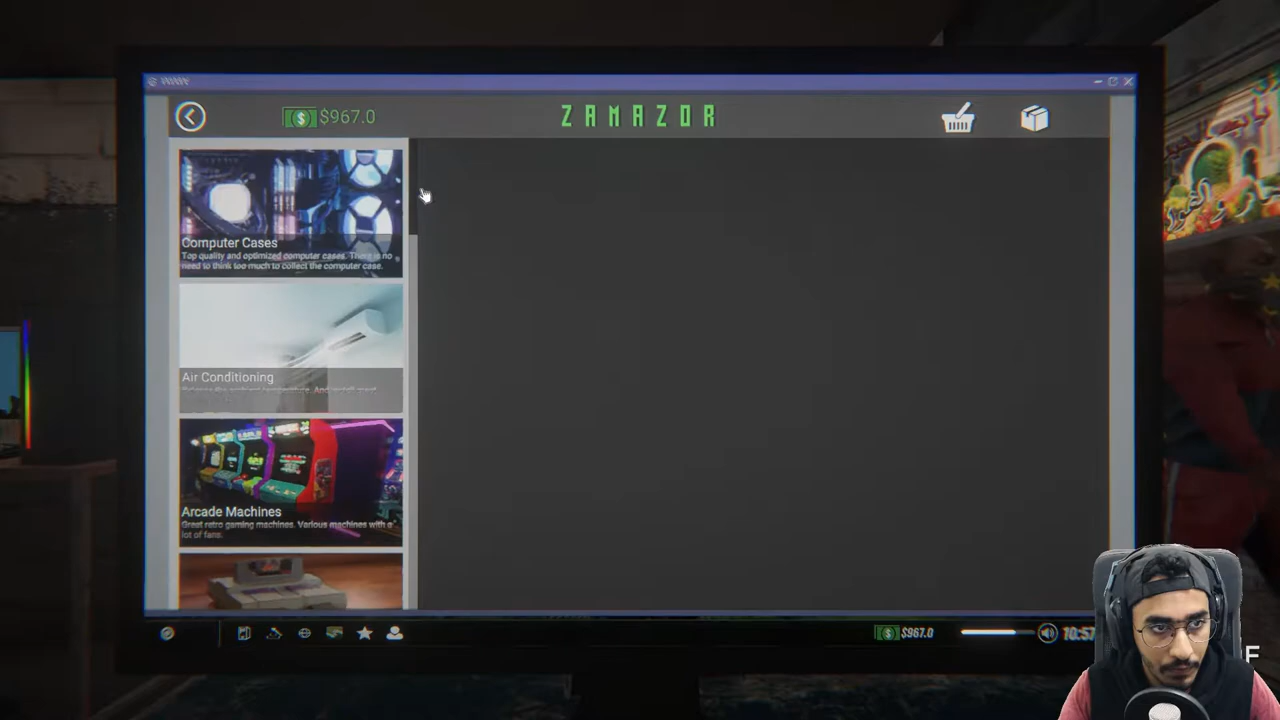 $967.0
ZAMAZOR
Computer Cases
Top quality and optimized computer cases. There is no
need to think too much to collect the computer case.
Air Conditioning
Arcade Machines
Great retro gaming machines. Various machines with a
lot of fans.
$967.0
10:57
F